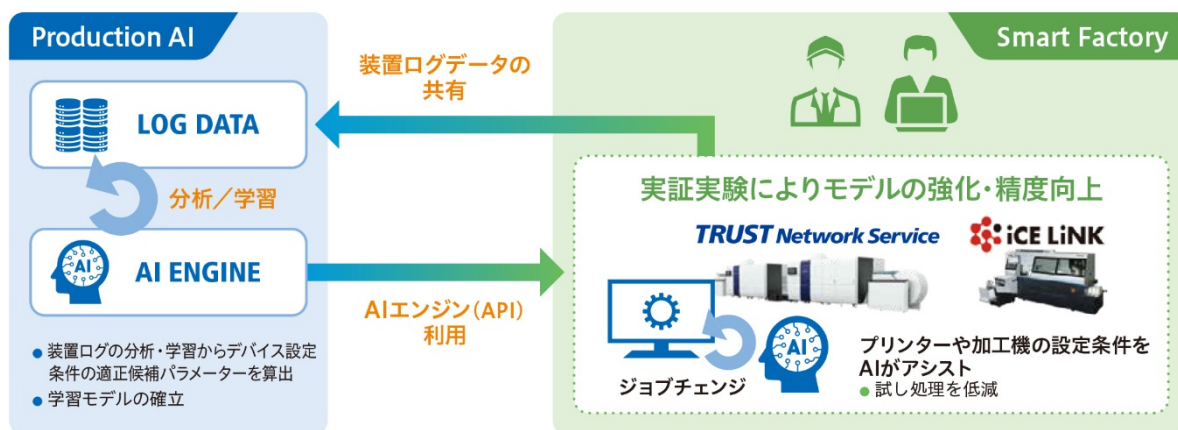 Production AI
LOG DATA
分析／学習
AI
AI ENGINE
● 装置ログの分析・学習からデバイス設定
条件の適正候補パラメーターを算出
● 学習モデルの確立
装置ログデータの
共有
AIエンジン（API）
利用
Smart Factory
実証実験によりモデルの強化・精度向上
TRUST Network Service
iCE LiNK
ジョブチェンジ
AI
プリンターや加工機の設定条件を
AIがアシスト
● 試し処理を低減